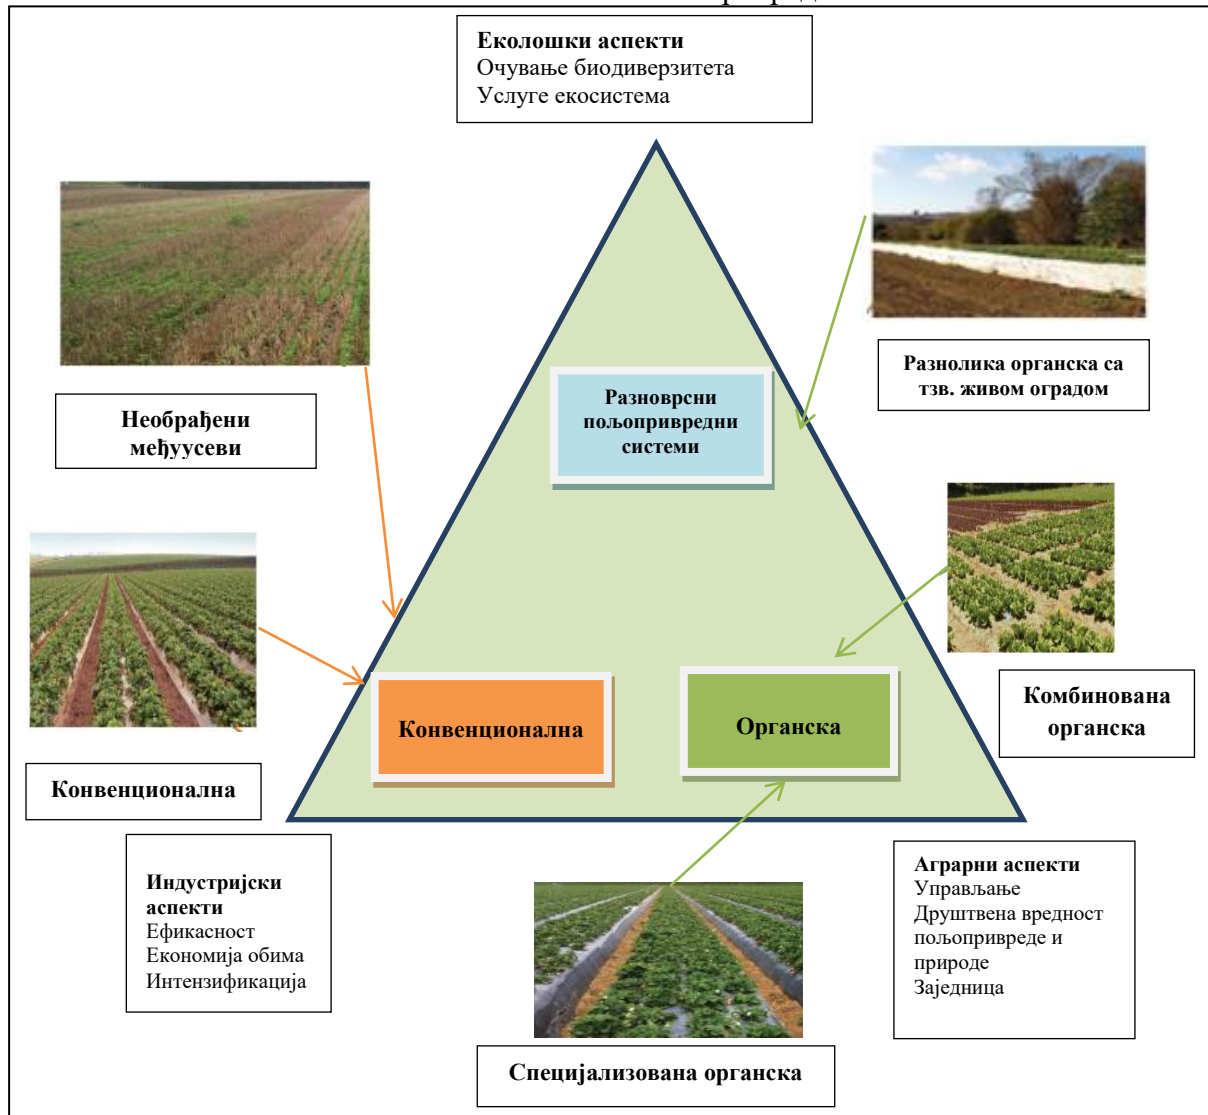 Еколошки аспекти
Очување биодиверзитета
Услуге екосистема
Разнолика органска са
тзв. живом оградом
Необрађени
међуусеви
Разноврсни
пољопривредни
системи
Комбинована
органска
Конвенционална
Органска
Конвенционална
Индустријски
аспекти
Ефикасност
Економија обима
Интензификација
Аграрни аспекти
Управљање
Друштвена вредност
пољопривреде и
природе
Заједница
Специјализована органска